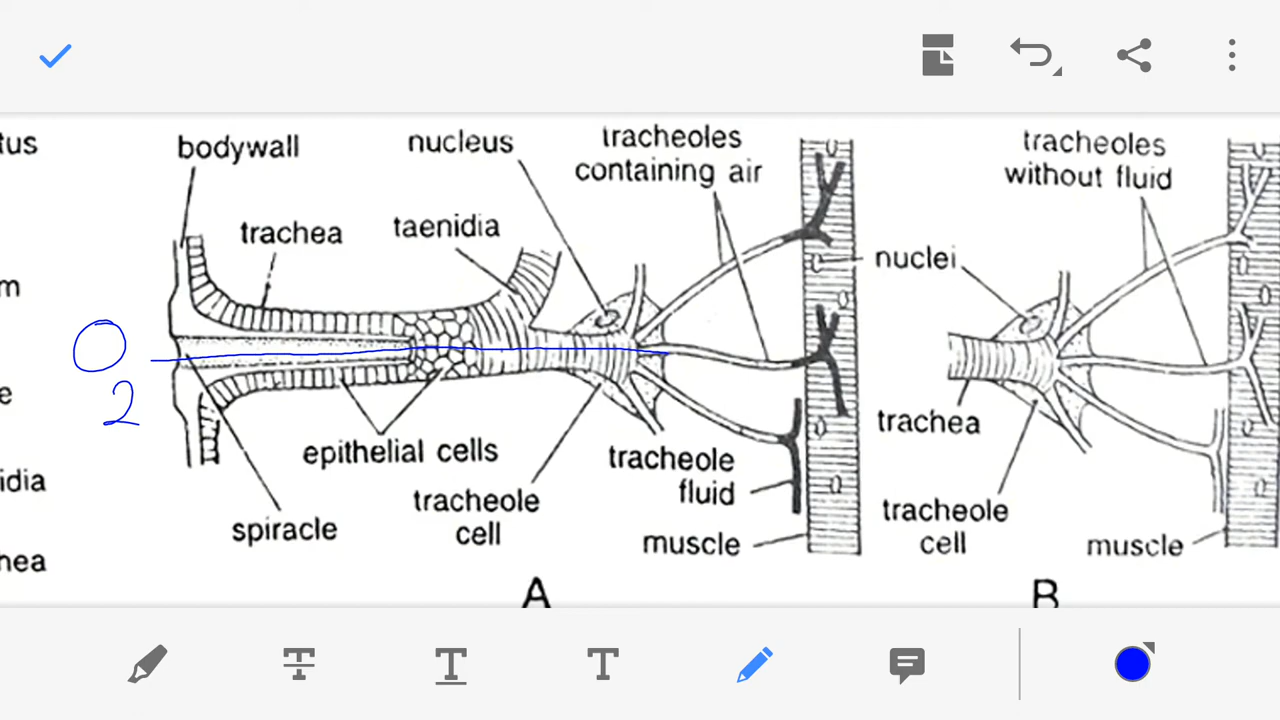 tus
bodywall
nucleus
tracheoles
containing air
tracheoles
without fluid
trachea
taenidia
nuclei
m
O
2
e
epithelial cells
tracheole
fluid
trachea
idia
tracheole
cell
tracheole
cell
spiracle
muscle
muscle
hea
A
B
T
T
T